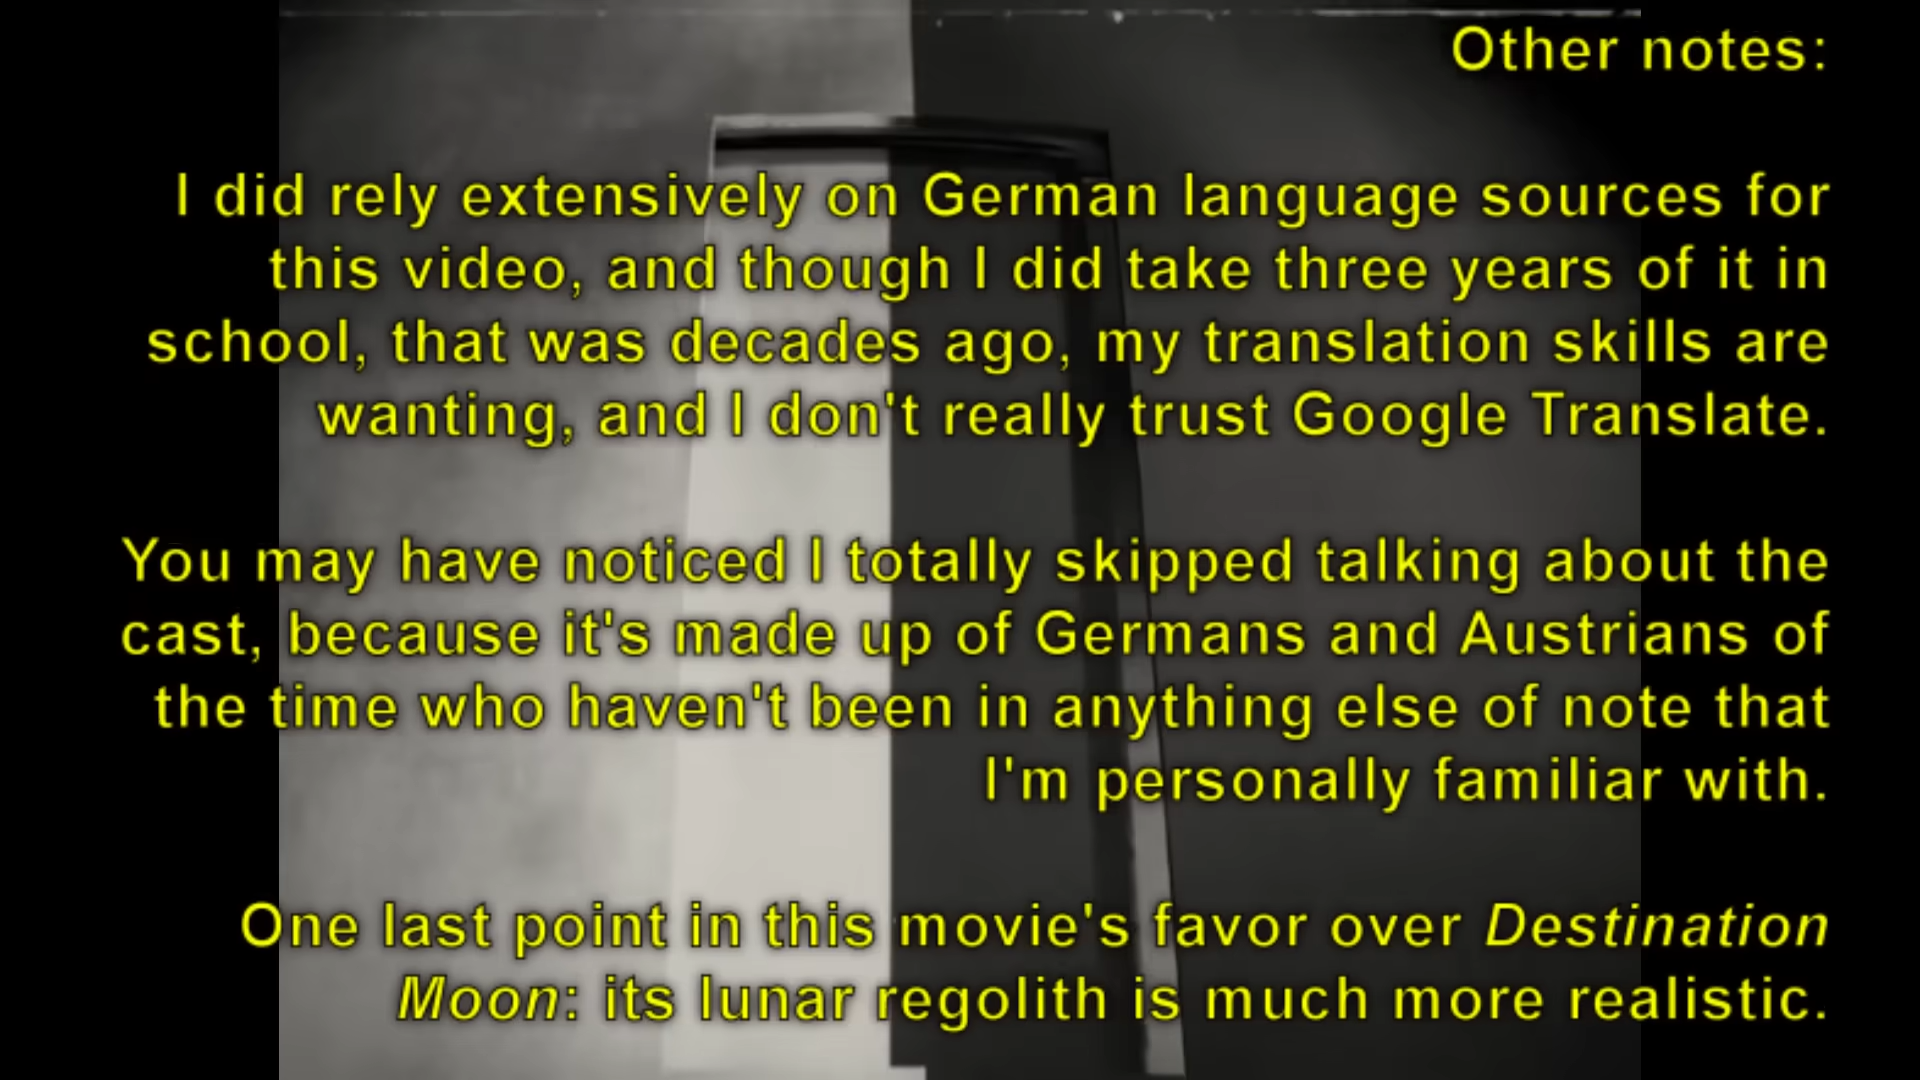 Other notes:
I did rely extensively on German language sources for
this video, and though I did take three years of it in
school, that was decades ago, my translation skills are
wanting, and I don't really trust Google Translate.
You may have noticed I totally skipped talking about the
cast, because it's made up of Germans and Austrians of
the time who haven't been in anything else of note that
I'm personally familiar with.
One last point in this movie's favor over Destination
Moon: its lunar regolith is much more realistic.